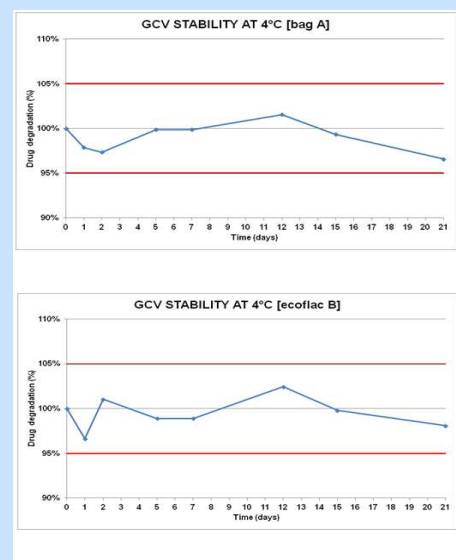 GCV STABILITY AT 4ºC [bag A]
110%
105%
100%
95%
90%
Drug degradation (%)
0 1 2 3 4 5 6 7 8 9 10 11 12 13 14 15 16 17 18 19 20 21
Time (days)
GCV STABILITY AT 4ºC [ecoflac B]
110%
105%
100%
95%
90%
Drug degradation (%)
0 1 2 3 4 5 6 7 8 9 10 11 12 13 14 15 16 17 18 19 20 21
Time (days)